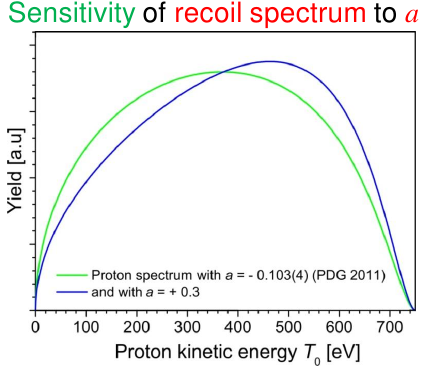 Sensitivity of recoil spectrum to a
Yield [a.u]
Proton spectrum with a = - 0.103(4) (PDG 2011)
and with a = + 0.3
0 100 200 300 400 500 600 700
Proton kinetic energy T0 [eV]